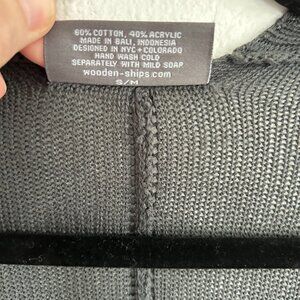 60% COTTON, 40% ACRYLIC
MADE IN BALI, INDONESIA
DESIGNED IN NYC + COLORADO
HAND WASH COLD
SEPARATELY WITH MILD SOAP
wooden-ships.com
S/M